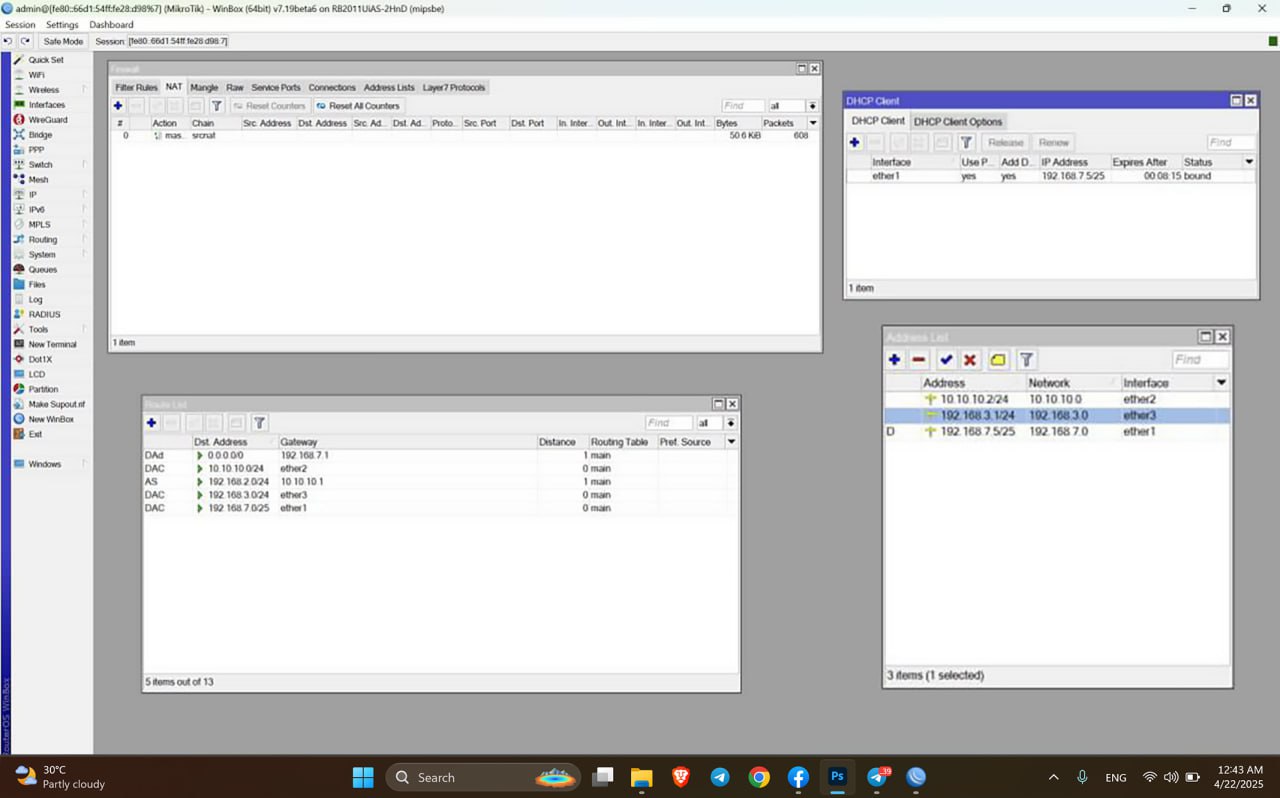 admin@[fe80::66d1:54ff:fe28:d98%7] (MikroTik) - WinBox (64bit) v7.19beta6 on RB2011UiAS-2HnD (mipsbe)
Session Settings Dashboard
Safe Mode Session: [fe80::66d1:54ff:fe28:d98.7]
Quick Set
WiFi
Wireless
Interfaces
WireGuard
Bridge
PPP
Switch
Mesh
IP
IPv6
MPLS
Routing
System
Queues
Files
Log
RADIUS
Tools
New Terminal
Dot1X
LCD
Partition
Make Supout.rif
New WinBox
Exit
Windows
RouterOS WinBox
Firewall
Filter Rules NAT Mangle Raw Service Ports Connections Address Lists Layer7 Protocols
Reset Counters Reset All Counters Find all
# Action Chain Src. Address Dst. Address Src. Ad... Dst. Ad... Proto... Src. Port Dst. Port In. Inter... Out. Int... In. Inter... Out. Int... Bytes Packets
0 mas... srcnat 50.6 KiB 608
1 item
DHCP Client
DHCP Client DHCP Client Options
Release Renew Find
Interface Use P... Add D... IP Address Expires After Status
ether1 yes yes 192.168.7.5/25 00:08:15 bound
1 item
Route List
Find all
Dst. Address Gateway Distance Routing Table Pref. Source
DAd 0.0.0.0/0 192.168.7.1 1 main
DAC 10.10.10.0/24 ether2 0 main
AS 192.168.2.0/24 10.10.10.1 1 main
DAC 192.168.3.0/24 ether3 0 main
DAC 192.168.7.0/25 ether1 0 main
5 items out of 13
Address List
Find
Address Network Interface
10.10.10.2/24 10.10.10.0 ether2
192.168.3.1/24 192.168.3.0 ether3
D 192.168.7.5/25 192.168.7.0 ether1
3 items (1 selected)
30°C
Partly cloudy
Search
Ps
39
ENG
12:43 AM
4/22/2025